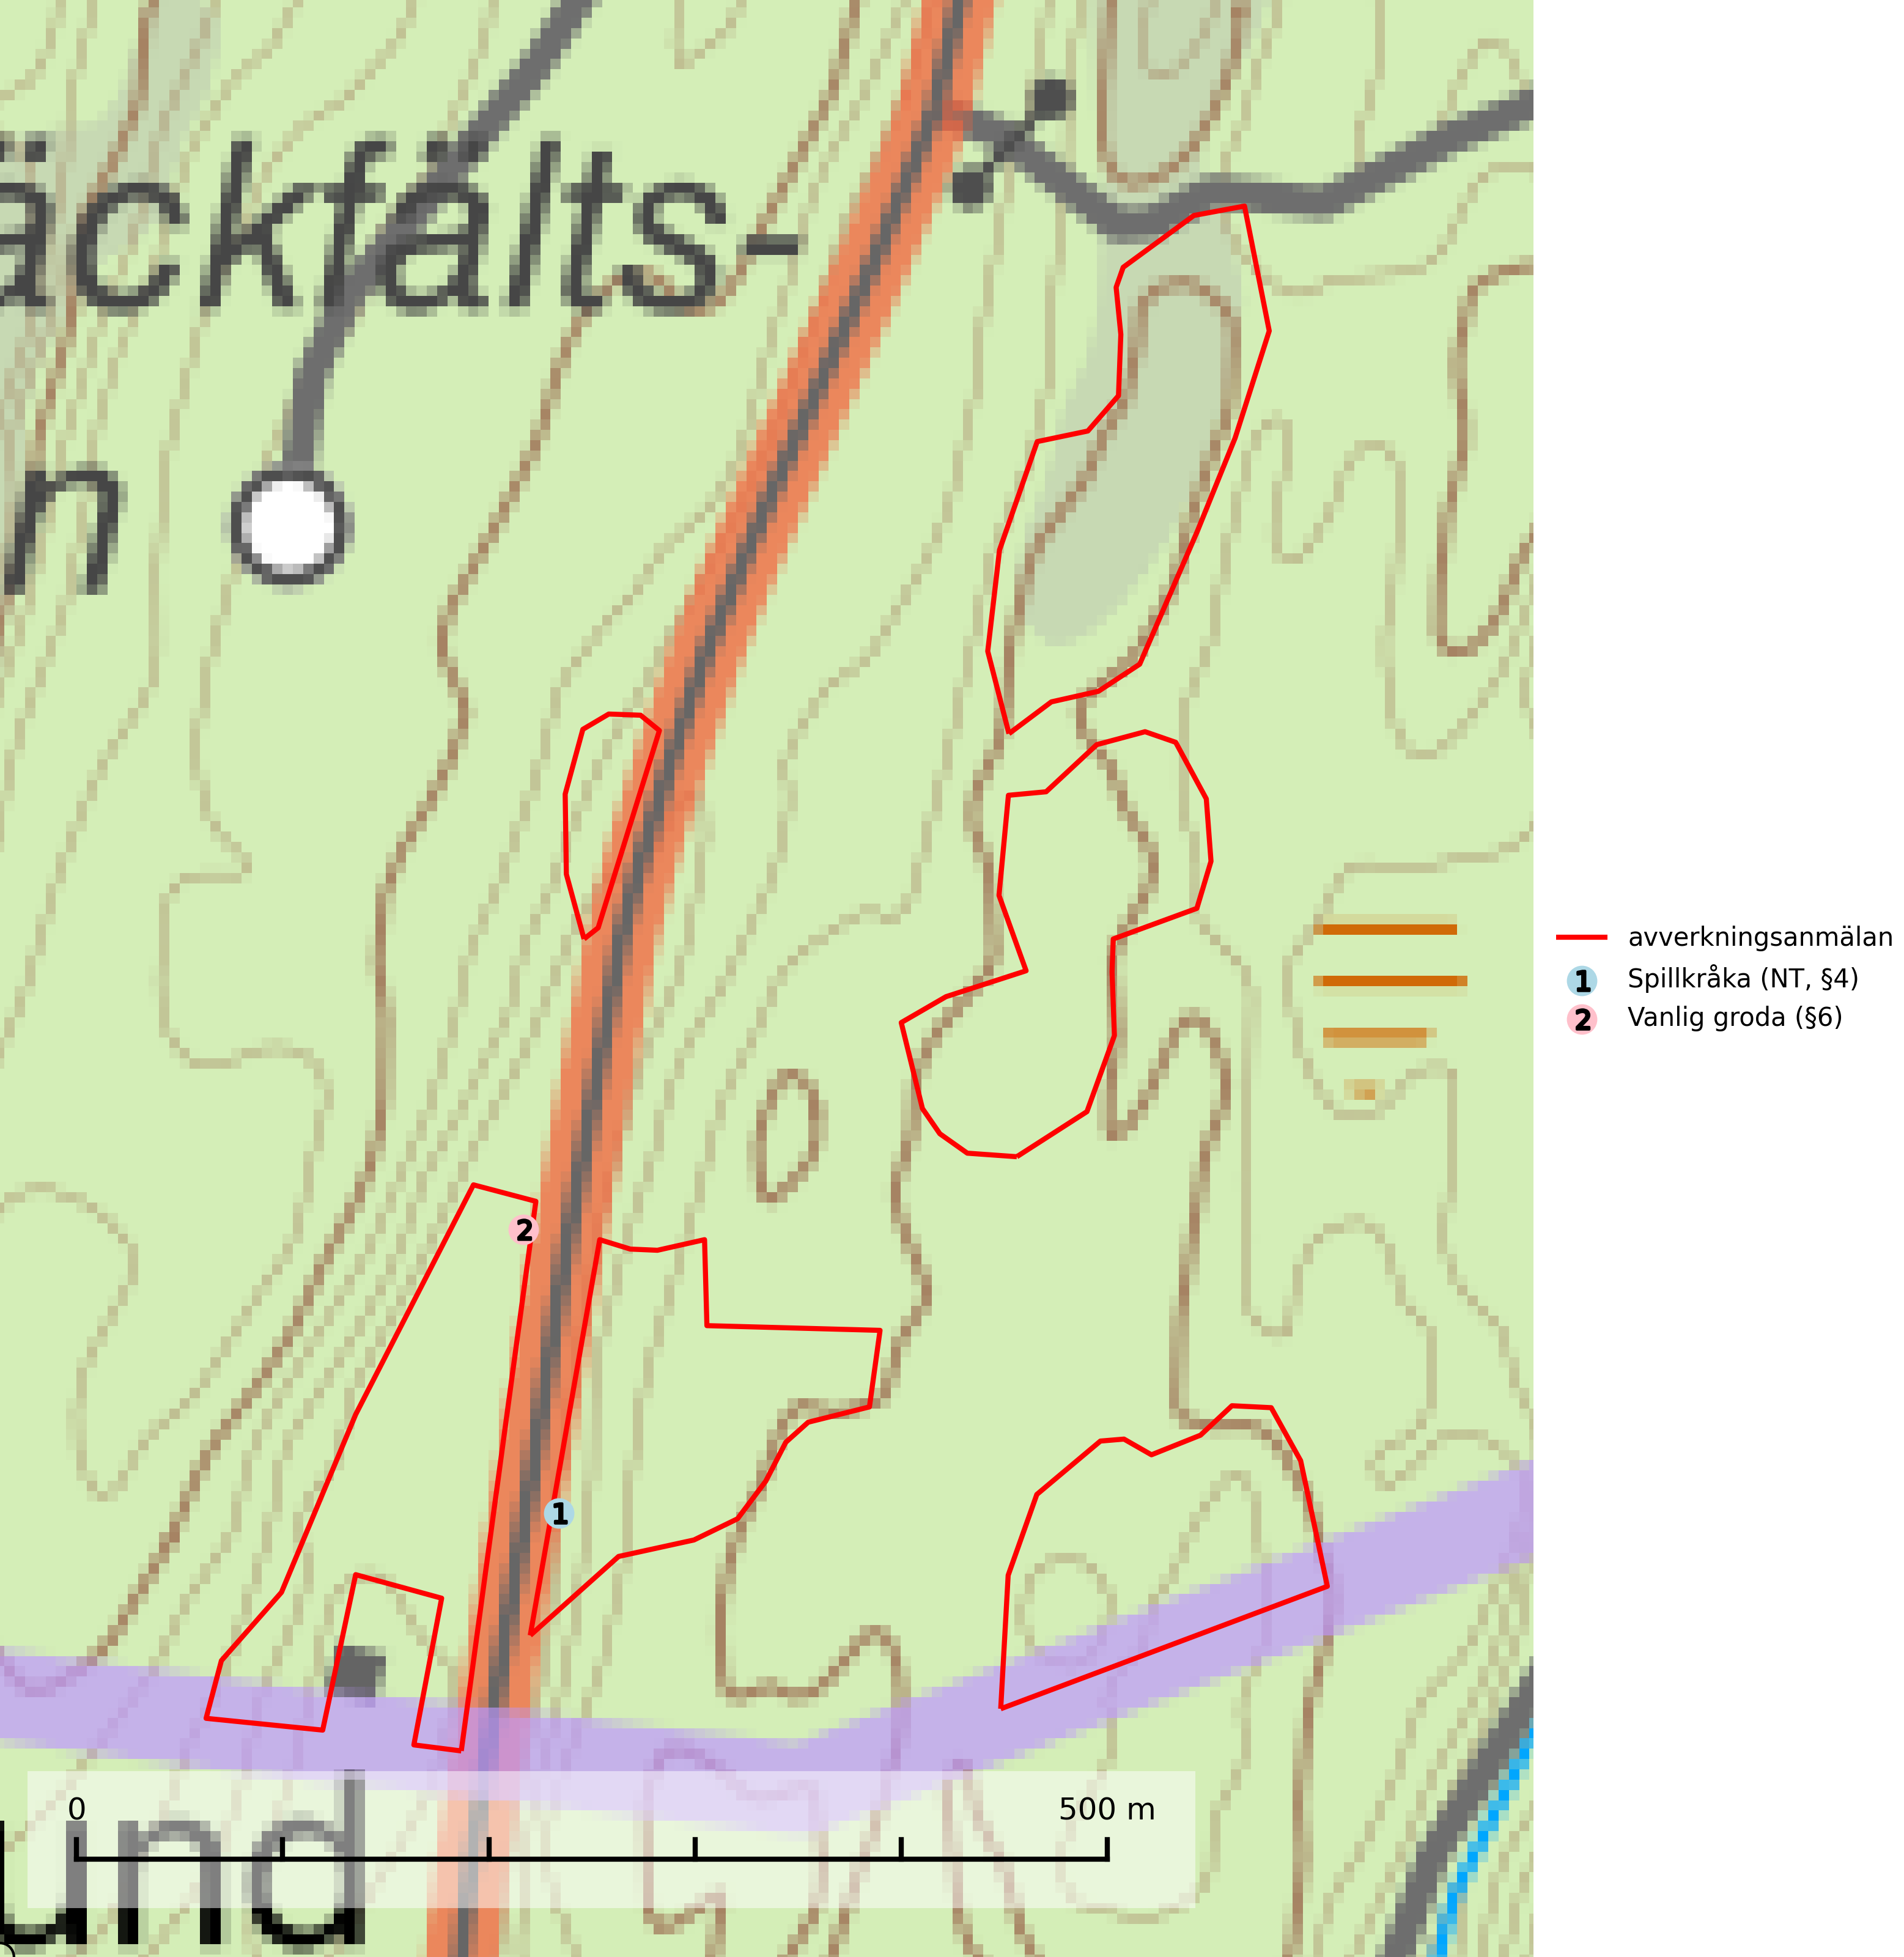 äckfälts-
n
2
avverkningsanmälan
1 Spillkråka (NT, §4)
2 Vanlig groda (§6)
1
0 500 m
und